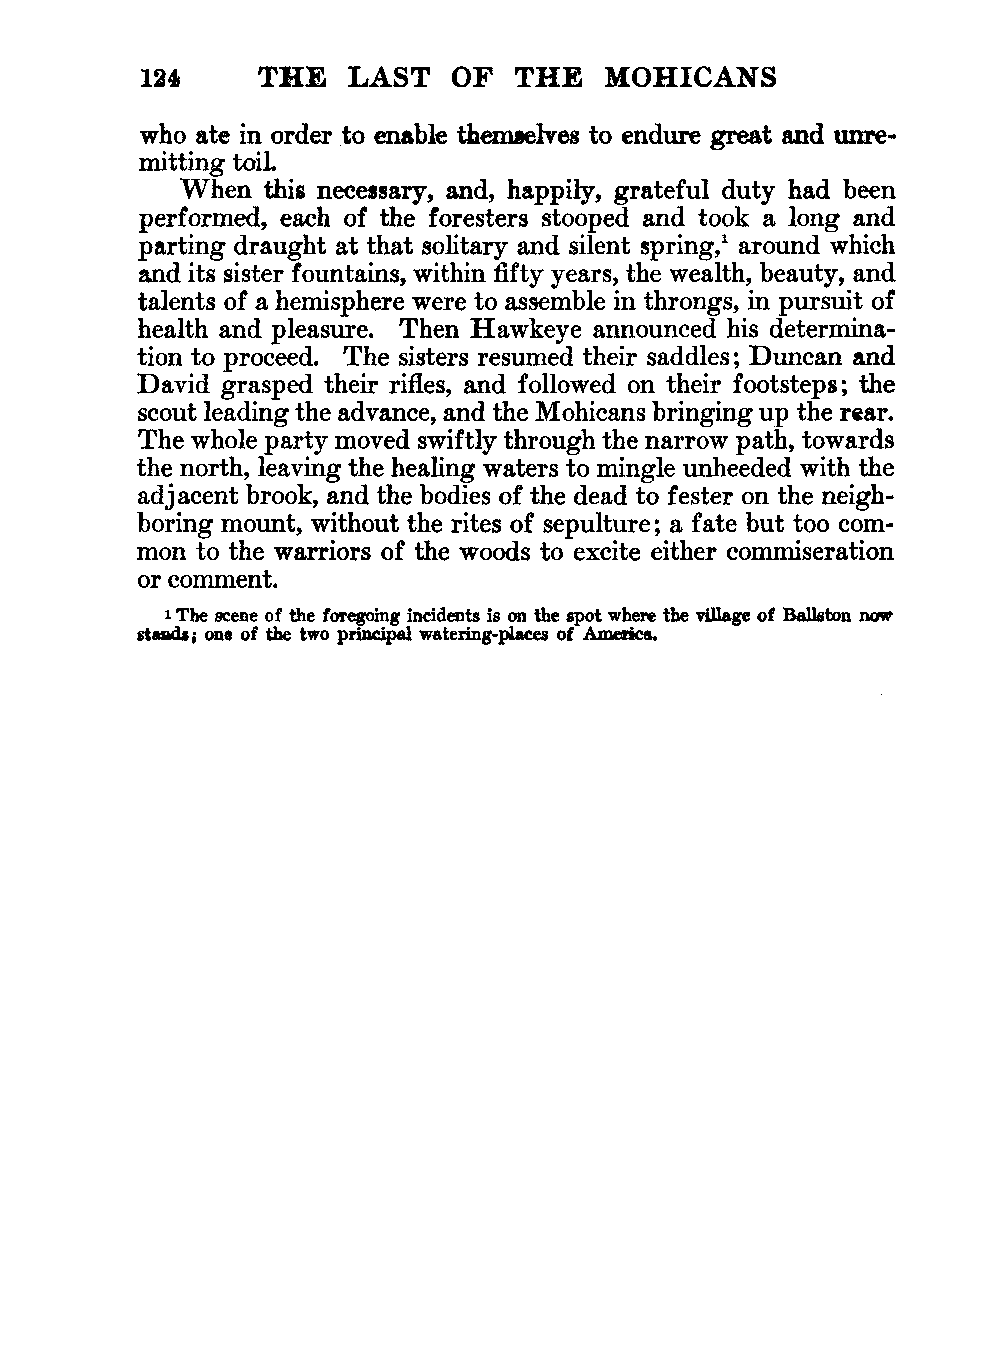 124 THE LAST OF THE MOHICANS
who ate in order to enable themselves to endure great and unre-
mitting toil.
When this necessary, and, happily, grateful duty had been
performed, each of the foresters stooped and took a long and
parting draught at that solitary and silent spring,¹ around which
and its sister fountains, within fifty years, the wealth, beauty, and
talents of a hemisphere were to assemble in throngs, in pursuit of
health and pleasure. Then Hawkeye announced his determina-
tion to proceed. The sisters resumed their saddles; Duncan and
David grasped their rifles, and followed on their footsteps; the
scout leading the advance, and the Mohicans bringing up the rear.
The whole party moved swiftly through the narrow path, towards
the north, leaving the healing waters to mingle unheeded with the
adjacent brook, and the bodies of the dead to fester on the neigh-
boring mount, without the rites of sepulture; a fate but too com-
mon to the warriors of the woods to excite either commiseration
or comment.
¹ The scene of the foregoing incidents is on the spot where the village of Ballston now
stands; one of the two principal watering-places of America.